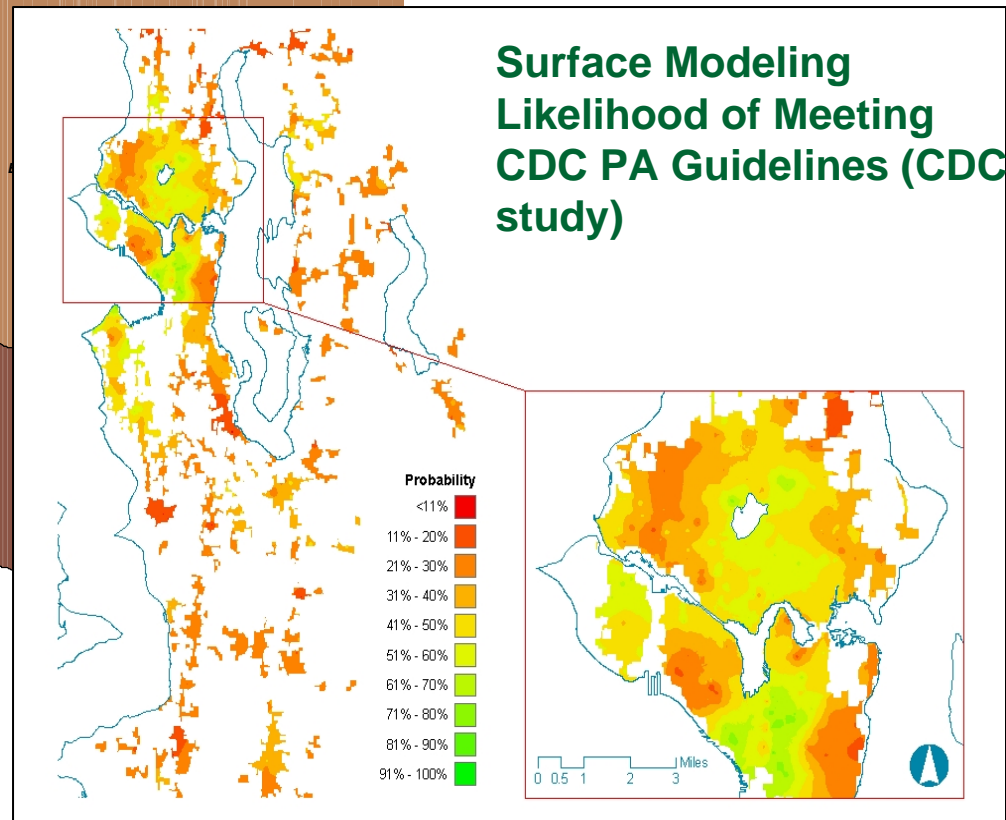 Surface Modeling
Likelihood of Meeting
CDC PA Guidelines (CDC
study)
Probability
<11%
11% - 20%
21% - 30%
31% - 40%
41% - 50%
51% - 60%
61% - 70%
71% - 80%
81% - 90%
91% - 100%
Miles
0 0.5 1 2 3